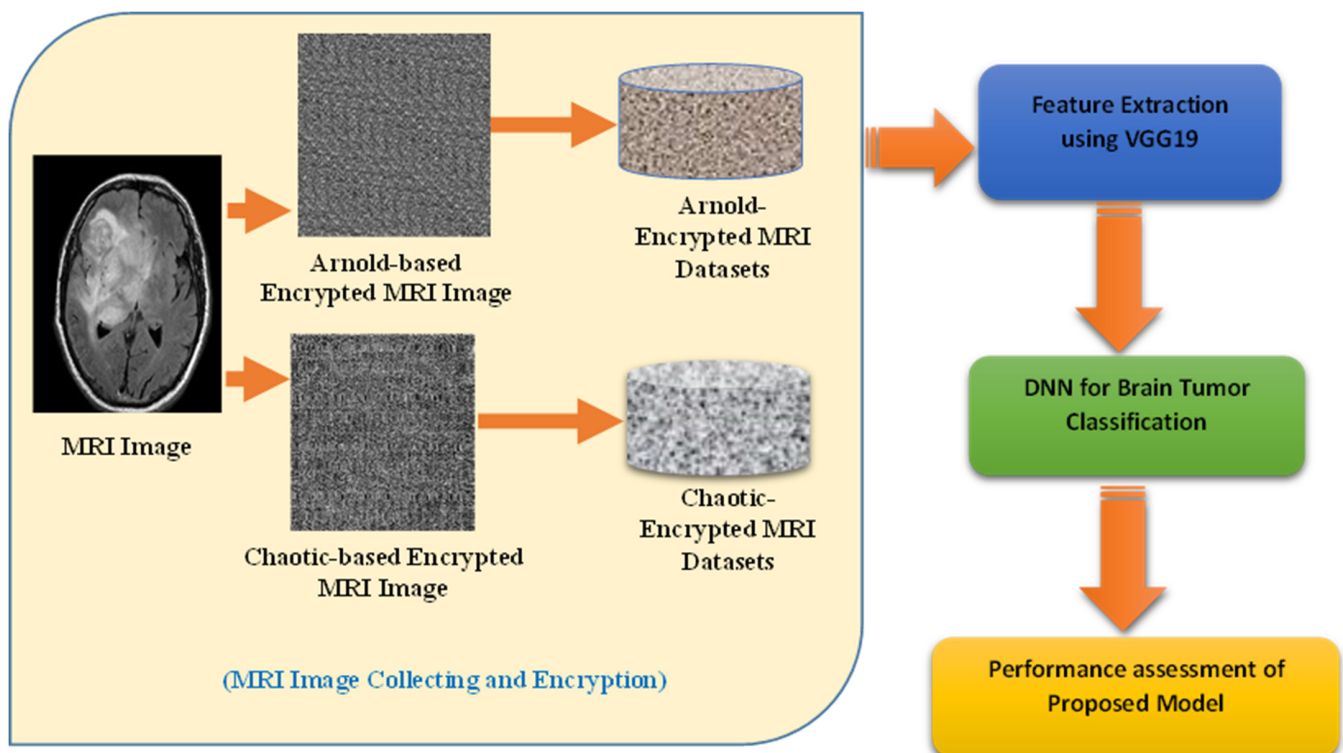 MRI Image
Arnold-based
Encrypted MRI Image
Arnold-
Encrypted MRI
Datasets
Chaotic-based Encrypted
MRI Image
Chaotic-
Encrypted MRI
Datasets
(MRI Image Collecting and Encryption)
Feature Extraction
using VGG19
DNN for Brain Tumor
Classification
Performance assessment of
Proposed Model